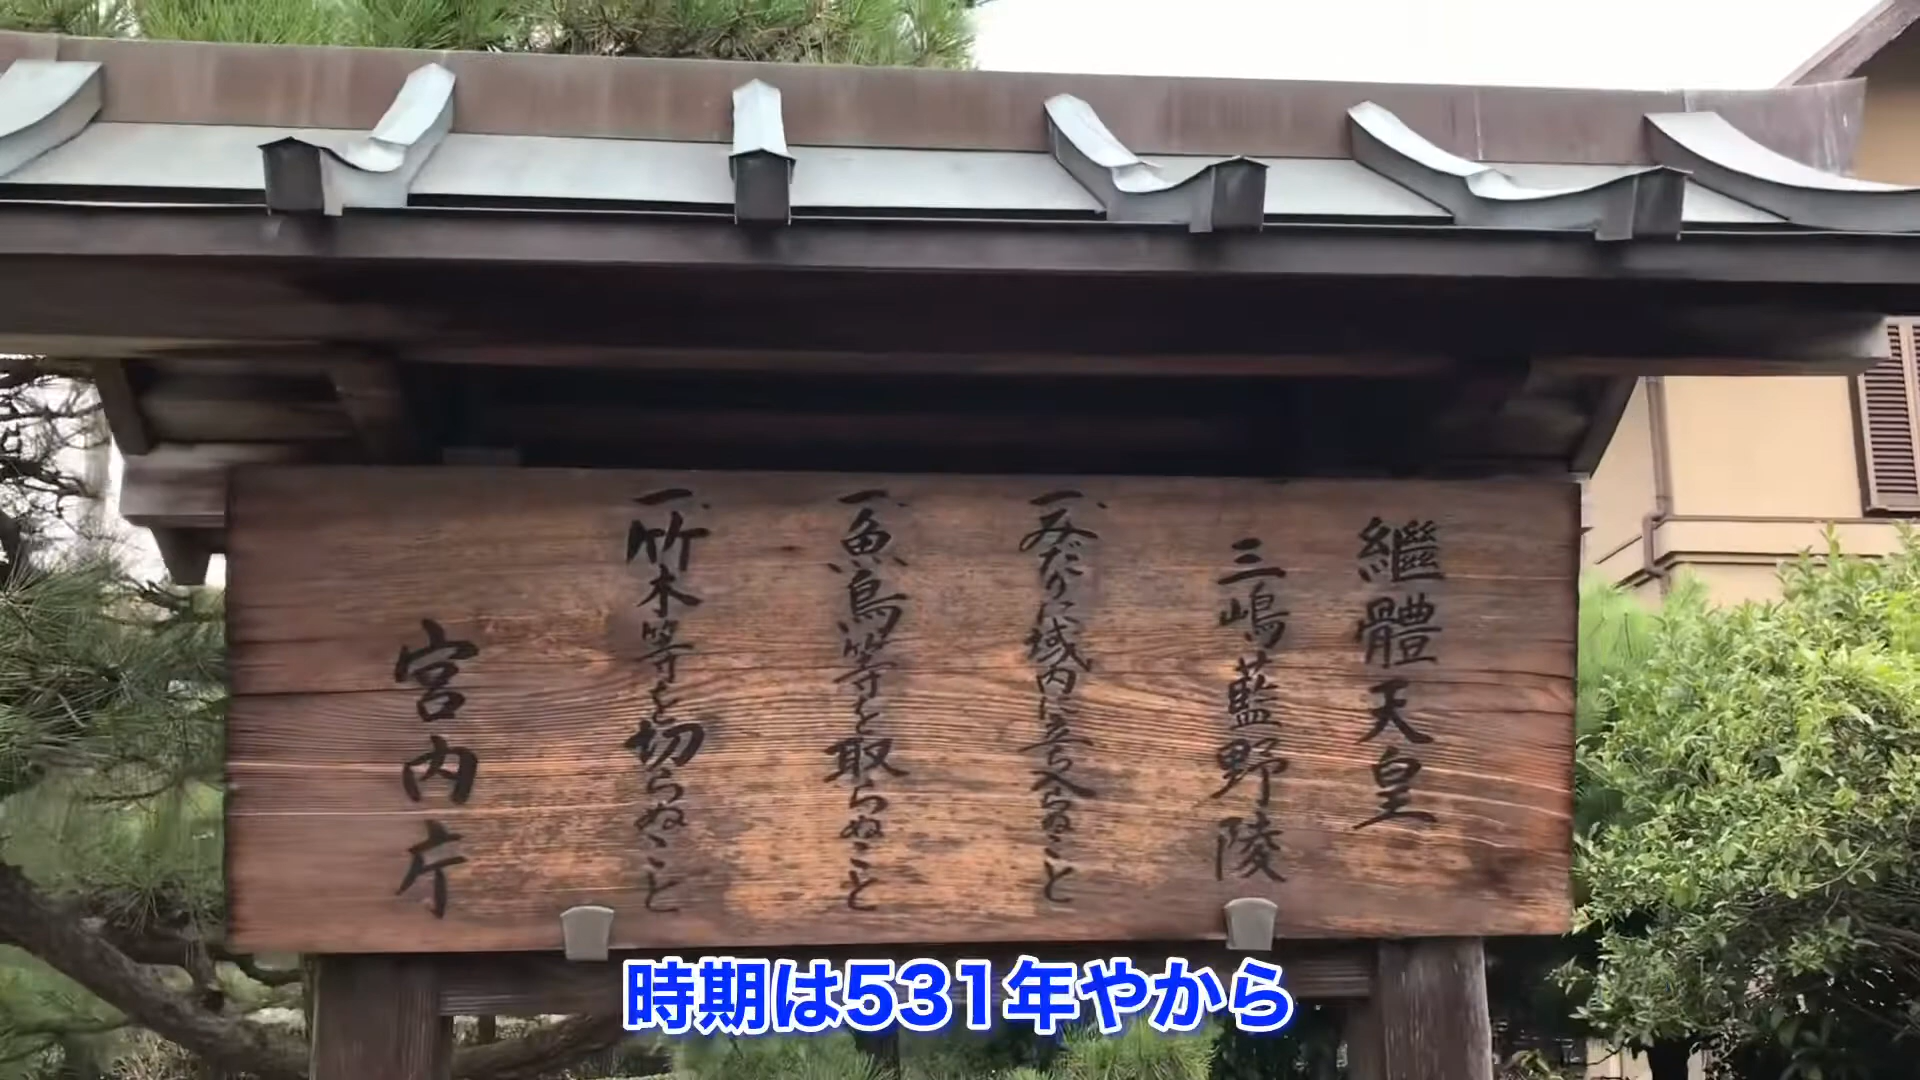 繼體天皇
三嶋藍野陵
一、みだりに域内に立ち入らぬこと
一、魚鳥等を取らぬこと
一、竹木等を切らぬこと
宮内庁
時期は531年やから